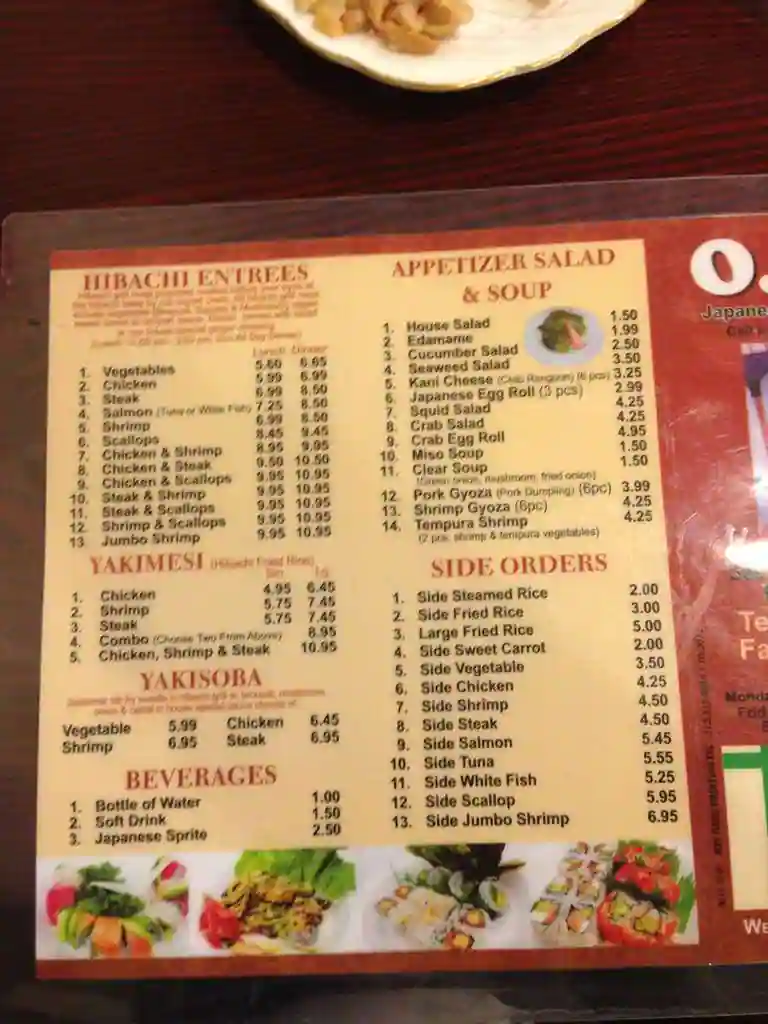 HIBACHI ENTREES
Lunch Dinner
1. Vegetables 5.60 6.65
2. Chicken 5.99 6.99
3. Steak 6.99 8.50
4. Salmon (Tuna or White Fish) 7.25 8.50
5. Shrimp 6.99 8.50
6. Scallops 8.45 9.45
7. Chicken & Shrimp 8.95 9.95
8. Chicken & Steak 9.50 10.50
9. Chicken & Scallops 9.95 10.95
10. Steak & Shrimp 9.95 10.95
11. Steak & Scallops 9.95 10.95
12. Shrimp & Scallops 9.95 10.95
13. Jumbo Shrimp 9.95 10.95
YAKIMESI (Hibachi Fried Rice)
Sm Lg
1. Chicken 4.95 6.45
2. Shrimp 5.75 7.45
3. Steak 5.75 7.45
4. Combo (Choose Two From Above) 8.95
5. Chicken, Shrimp & Steak 10.95
YAKISOBA
Vegetable 5.99 Chicken 6.45
Shrimp 6.95 Steak 6.95
BEVERAGES
1. Bottle of Water 1.00
2. Soft Drink 1.50
3. Japanese Sprite 2.50
APPETIZER SALAD
& SOUP
1. House Salad 1.50
2. Edamame 1.99
3. Cucumber Salad 2.50
4. Seaweed Salad 3.50
5. Kani Cheese (Crab Rangoon) (6 pcs) 3.25
6. Japanese Egg Roll (3 pcs) 2.99
7. Squid Salad 4.25
8. Crab Salad 4.25
9. Crab Egg Roll 4.95
10. Miso Soup 1.50
11. Clear Soup 1.50
(Green onion, mushroom, fried onion)
12. Pork Gyoza (Pork Dumpling) (6pc) 3.99
13. Shrimp Gyoza (6pc) 4.25
14. Tempura Shrimp 4.25
(2 pcs, shrimp & tempura vegetables)
SIDE ORDERS
1. Side Steamed Rice 2.00
2. Side Fried Rice 3.00
3. Large Fried Rice 5.00
4. Side Sweet Carrot 2.00
5. Side Vegetable 3.50
6. Side Chicken 4.25
7. Side Shrimp 4.50
8. Side Steak 4.50
9. Side Salmon 5.45
10. Side Tuna 5.55
11. Side White Fish 5.25
12. Side Scallop 5.95
13. Side Jumbo Shrimp 6.95
O.
Japane
Te
Fa
Monda
We